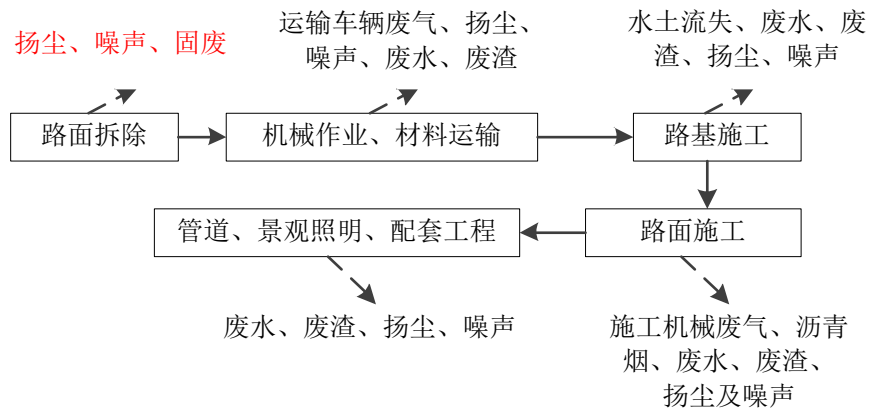 扬尘、噪声、固废
运输车辆废气、扬尘、
噪声、废水、废渣
水土流失、废水、废
渣、扬尘、噪声
路面拆除
机械作业、材料运输
路基施工
管道、景观照明、配套工程
路面施工
废水、废渣、扬尘、噪声
施工机械废气、沥青
烟、废水、废渣、
扬尘及噪声